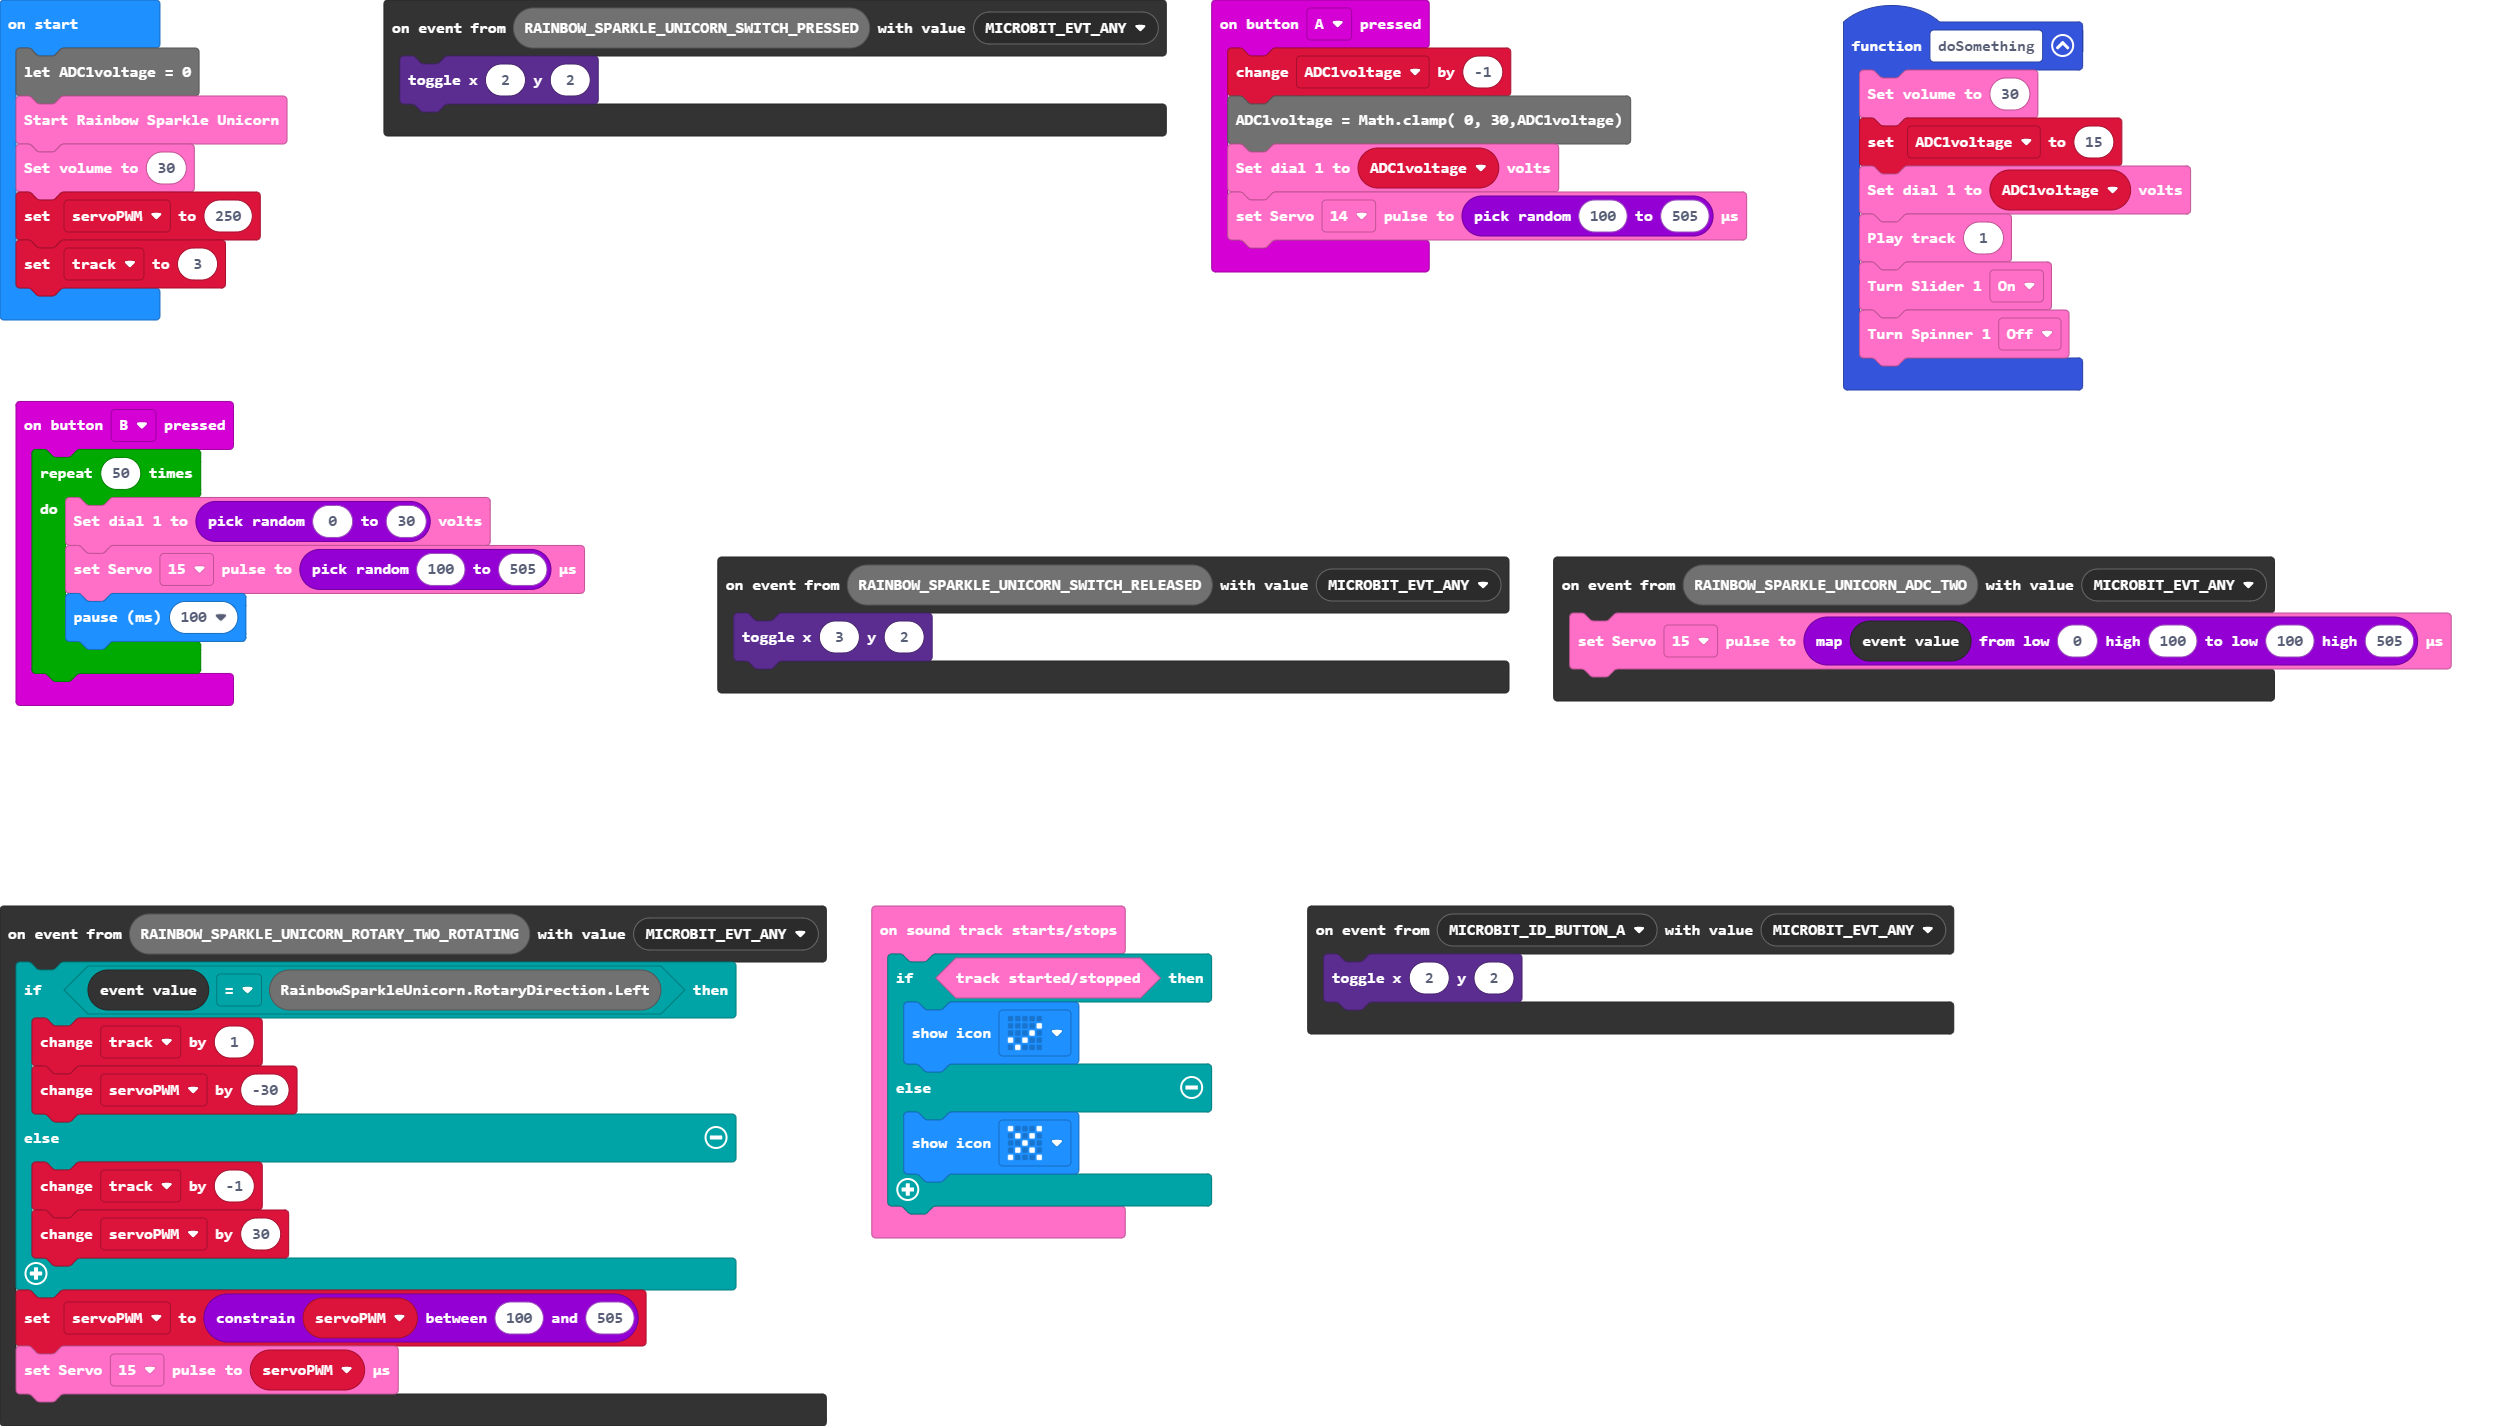 on start
let ADC1voltage = 0
Start Rainbow Sparkle Unicorn
Set volume to 30
set servoPWM to 250
set track to 3
on event from RAINBOW_SPARKLE_UNICORN_SWITCH_PRESSED with value MICROBIT_EVT_ANY
toggle x 2 y 2
on button A pressed
change ADC1voltage by -1
ADC1voltage = Math.clamp( 0, 30,ADC1voltage)
Set dial 1 to ADC1voltage volts
set Servo 14 pulse to pick random 100 to 505 µs
function doSomething
Set volume to 30
set ADC1voltage to 15
Set dial 1 to ADC1voltage volts
Play track 1
Turn Slider 1 On
Turn Spinner 1 Off
on button B pressed
repeat 50 times
do
Set dial 1 to pick random 0 to 30 volts
set Servo 15 pulse to pick random 100 to 505 µs
pause (ms) 100
on event from RAINBOW_SPARKLE_UNICORN_SWITCH_RELEASED with value MICROBIT_EVT_ANY
toggle x 3 y 2
on event from RAINBOW_SPARKLE_UNICORN_ADC_TWO with value MICROBIT_EVT_ANY
set Servo 15 pulse to map event value from low 0 high 100 to low 100 high 505 µs
on event from RAINBOW_SPARKLE_UNICORN_ROTARY_TWO_ROTATING with value MICROBIT_EVT_ANY
if event value = RainbowSparkleUnicorn.RotaryDirection.Left then
change track by 1
change servoPWM by -30
else
change track by -1
change servoPWM by 30
set servoPWM to constrain servoPWM between 100 and 505
set Servo 15 pulse to servoPWM µs
on sound track starts/stops
if track started/stopped then
show icon
else
show icon
on event from MICROBIT_ID_BUTTON_A with value MICROBIT_EVT_ANY
toggle x 2 y 2